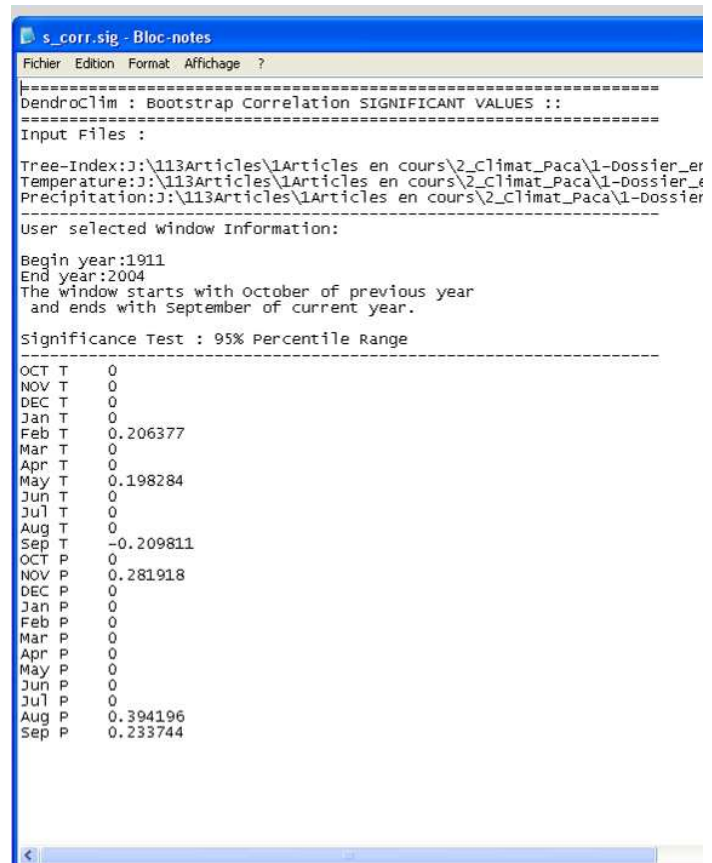 s_corr.sig - Bloc-notes
Fichier Edition Format Affichage ?
===================================================================
DendroClim : Bootstrap Correlation SIGNIFICANT VALUES ::
===================================================================
Input Files :
Tree-Index:J:\113Articles\1Articles en cours\2_Climat_Paca\1-Dossier_en
Temperature:J:\113Articles\1Articles en cours\2_Climat_Paca\1-Dossier_e
Precipitation:J:\113Articles\1Articles en cours\2_Climat_Paca\1-Dossier
-------------------------------------------------------------------
User selected Window Information:
Begin year:1911
End year:2004
The window starts with October of previous year
and ends with September of current year.
Significance Test : 95% Percentile Range
-------------------------------------------------------------------
OCT T 0
NOV T 0
DEC T 0
Jan T 0
Feb T 0.206377
Mar T 0
Apr T 0
May T 0.198284
Jun T 0
Jul T 0
Aug T 0
Sep T -0.209811
OCT P 0
NOV P 0.281918
DEC P 0
Jan P 0
Feb P 0
Mar P 0
Apr P 0
May P 0
Jun P 0
Jul P 0
Aug P 0.394196
Sep P 0.233744